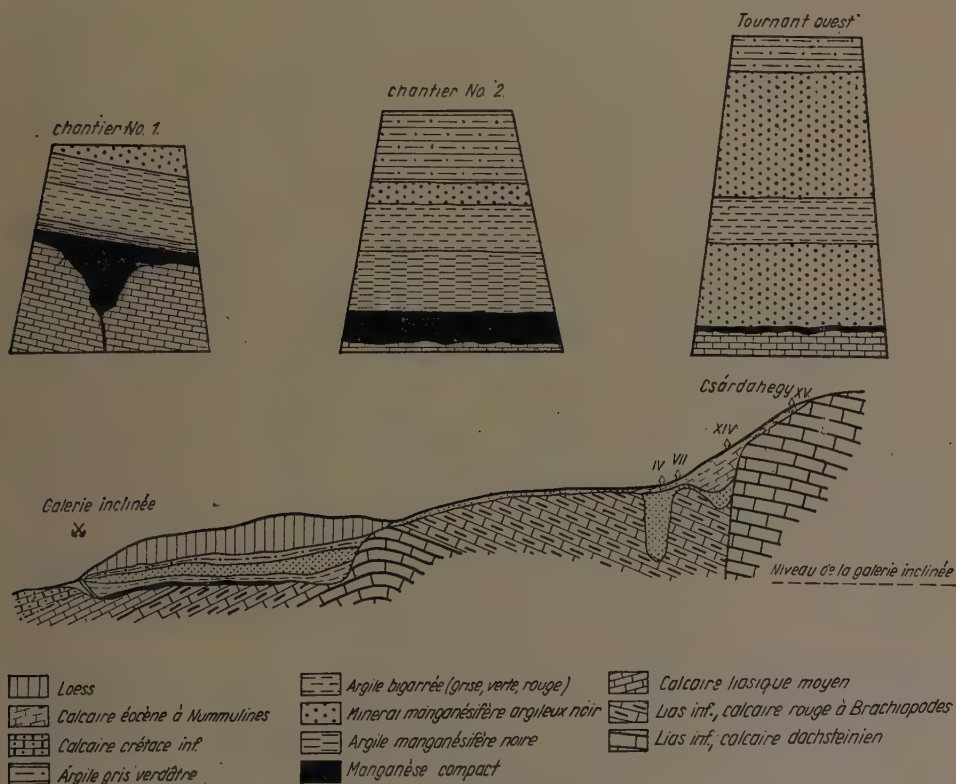 Tournant ouest
chantier No. 2.
chantier No. 1.
Csárdahegy
XV.
XIV
IV VII
Galerie inclinée
Niveau de la galerie inclinée
Loess
Calcaire éocène à Nummulines
Calcaire crétace inf.
Argile gris verdâtre
Argile bigarrée (grise, verte, rouge)
Minerai manganésifère argileux noir
Argile manganésifère noire
Manganèse compact
Calcaire liasique moyen
Lias inf., calcaire rouge à Brachiopodes
Lias inf., calcaire dachsteinien